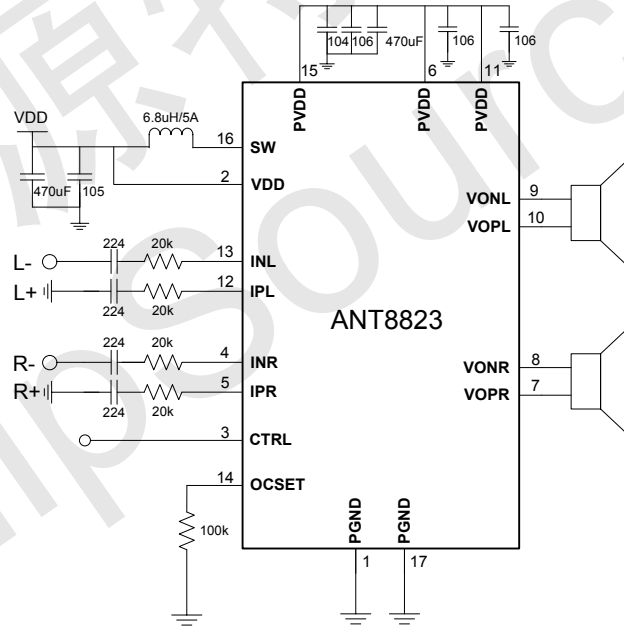 104 106 470uF 106 106
15 6 11
PVDD PVDD PVDD
VDD
6.8uH/5A
16 SW
470uF 105
2 VDD
VONL 9
VOPL 10
224 20k
L- 13 INL
L+ 12 IPL
224 20k
ANT8823
224 20k
R- 4 INR
R+ 5 IPR
224 20k
VONR 8
VOPR 7
3 CTRL
14 OCSET
100k
PGND PGND
1 17
源
ipSourc